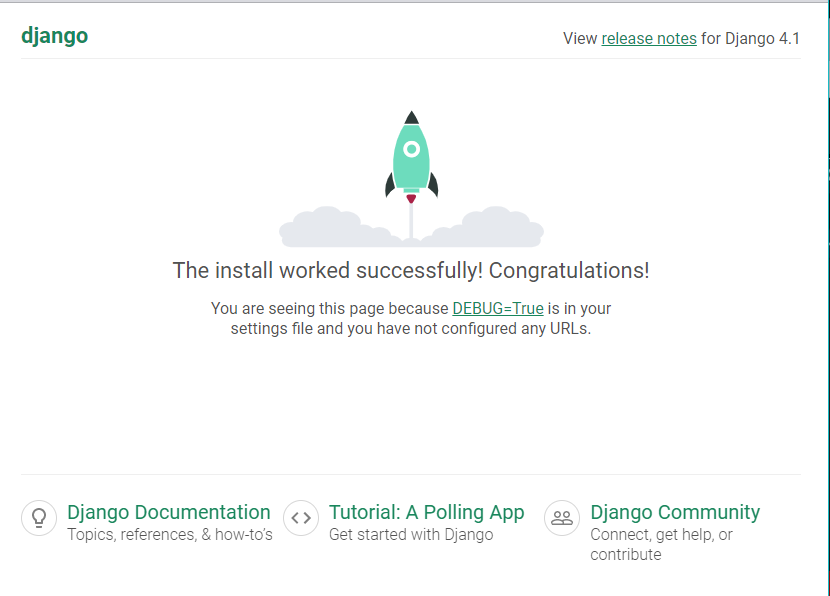 django
View release notes for Django 4.1
The install worked successfully! Congratulations!
You are seeing this page because DEBUG=True is in your
settings file and you have not configured any URLs.
Django Documentation
Topics, references, & how-to’s
Tutorial: A Polling App
Get started with Django
Django Community
Connect, get help, or
contribute